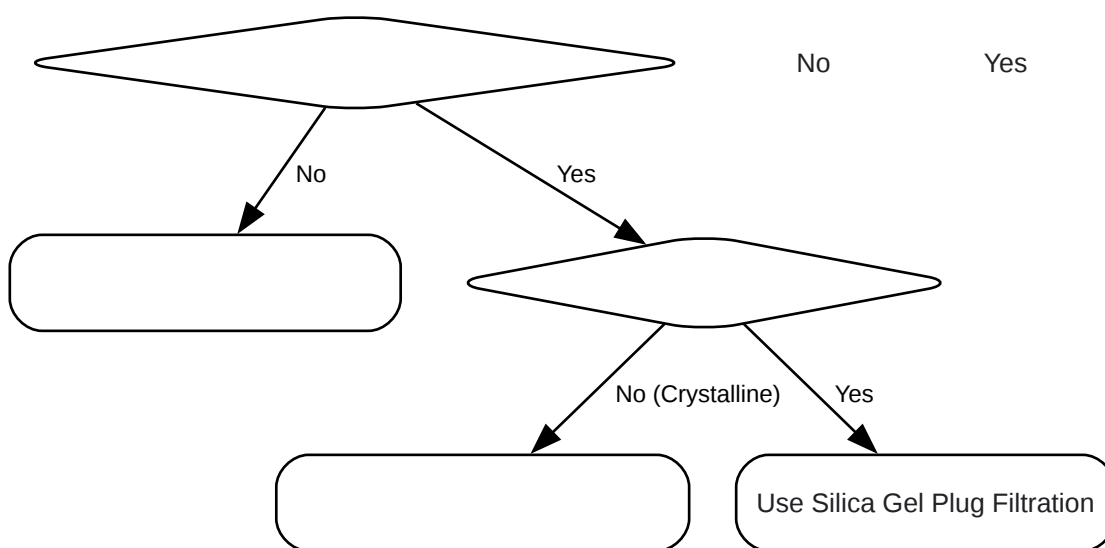 No
Yes
No
Yes
No (Crystalline)
Yes
Use Silica Gel Plug Filtration